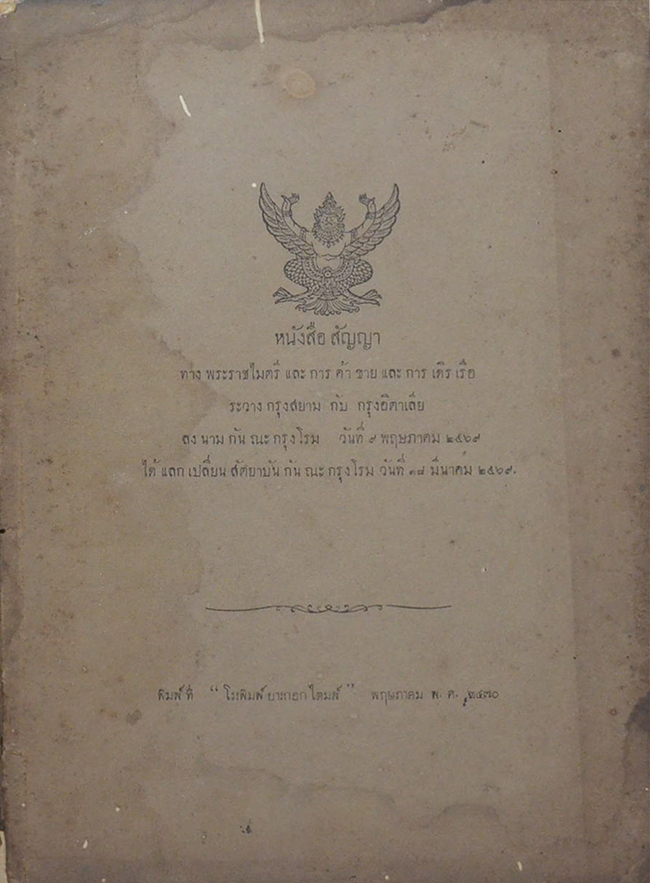 หนังสือ สัญญา
ทาง พระราชไมตรี และ การ ค้า ขาย และ การ เดิร เรือ
ระวาง กรุงสยาม กับ กรุงอิตาเลีย
ลง นาม กัน ณะ กรุงโรม วันที่ ๙ พฤษภาคม ๒๔๖๙
ได้ แลก เปลี่ยน สัตยาบัน กัน ณะ กรุงโรม วันที่ ๑๘ มีนาคม ๒๔๖๙.
พิมพ์ ที่ “ โรงพิมพ์ บางกอก ไตมส์ ” พฤษภาคม พ. ศ. ๒๔๗๐